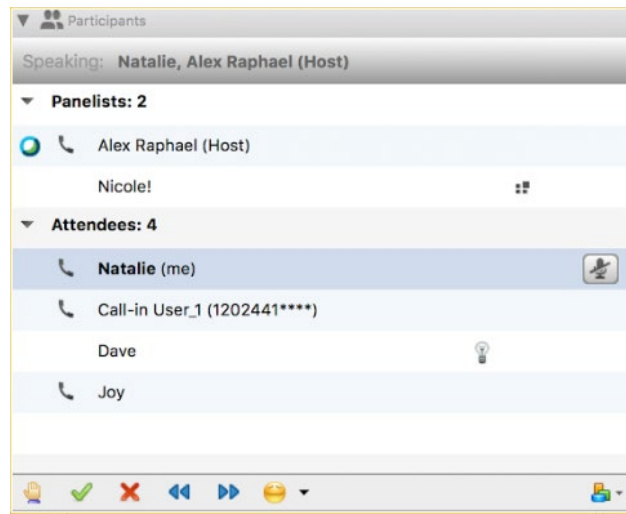 Participants
Speaking: Natalie, Alex Raphael (Host)
Panelists: 2
Alex Raphael (Host)
Nicole!
Attendees: 4
Natalie (me)
Call-in User_1 (1202441****)
Dave
Joy